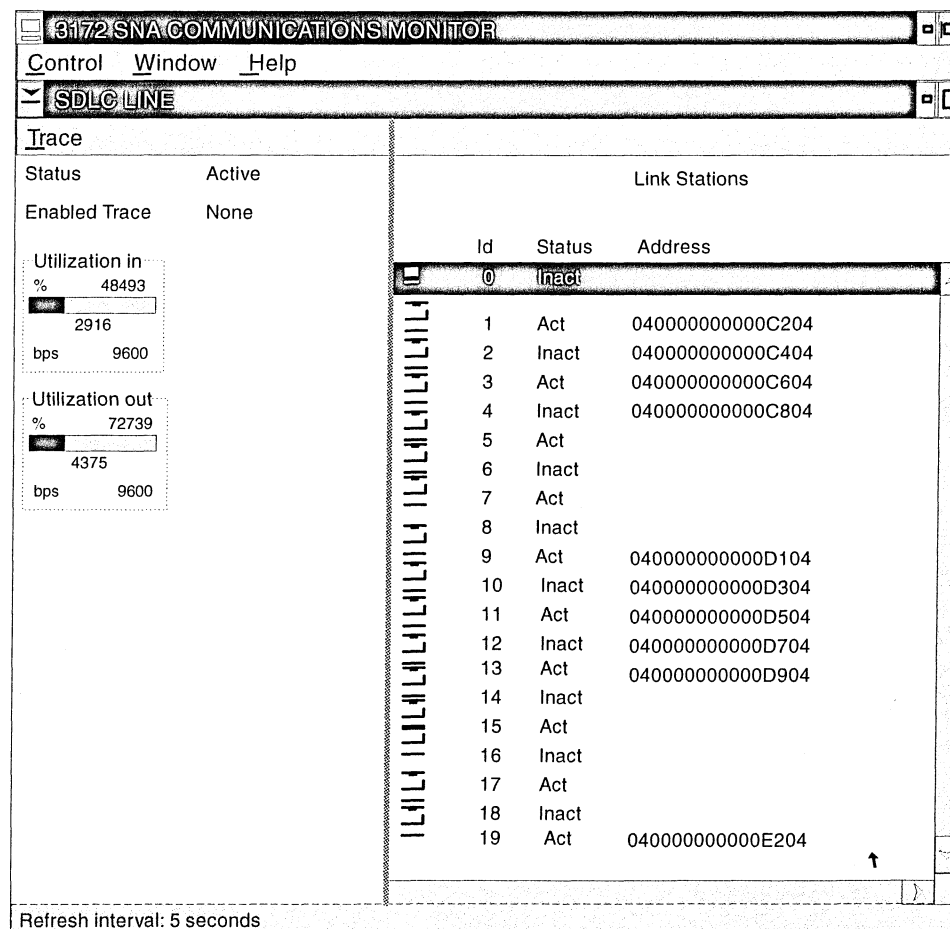 3172 SNA COMMUNICATIONS MONITOR
Control Window Help
SDLC LINE
Trace
Status Active
Enabled Trace None
Utilization in
% 48493
2916
bps 9600
Utilization out
% 72739
4375
bps 9600
Link Stations
Id Status Address
0 Inact
1 Act 040000000000C204
2 Inact 040000000000C404
3 Act 040000000000C604
4 Inact 040000000000C804
5 Act
6 Inact
7 Act
8 Inact
9 Act 040000000000D104
10 Inact 040000000000D304
11 Act 040000000000D504
12 Inact 040000000000D704
13 Act 040000000000D904
14 Inact
15 Act
16 Inact
17 Act
18 Inact
19 Act 040000000000E204
Refresh interval: 5 seconds